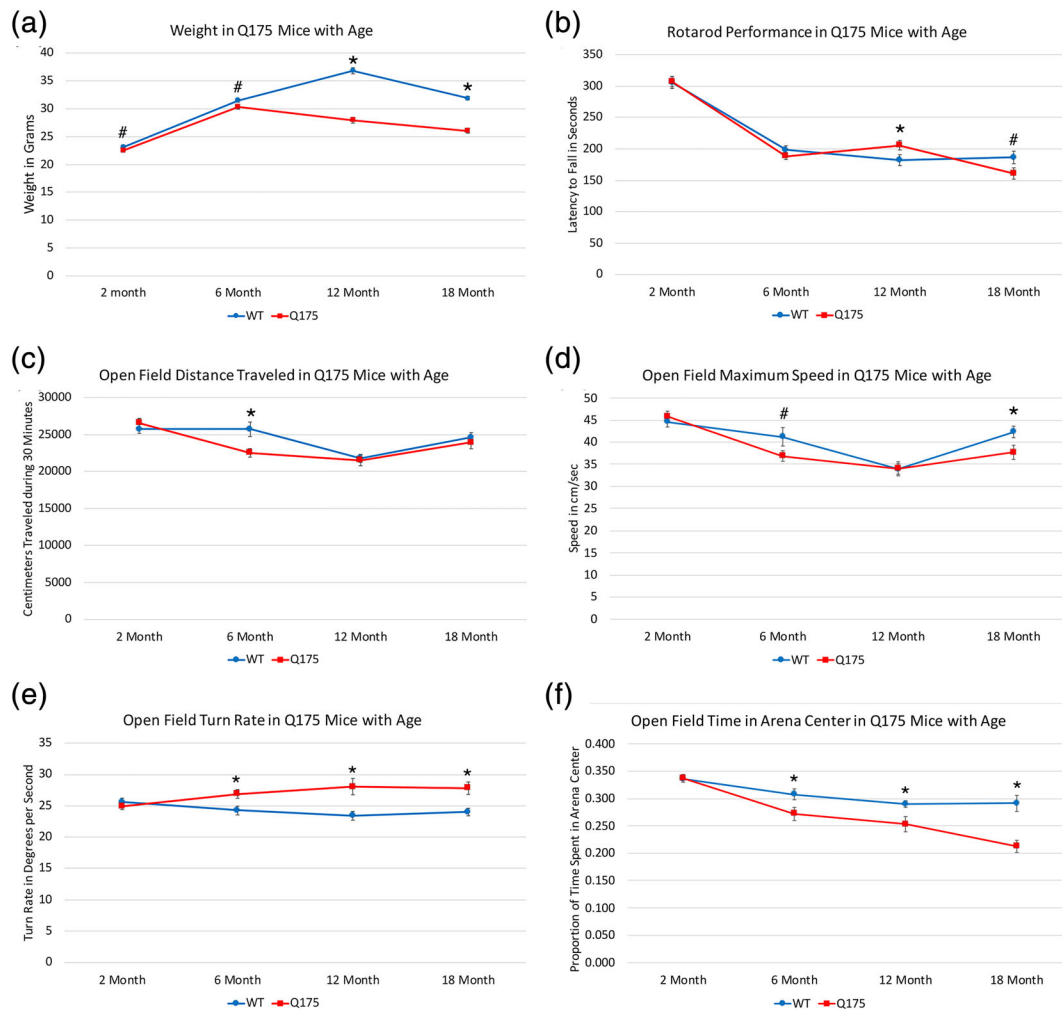 (a)
Weight in Q175 Mice with Age
Weight in Grams
40
35
30
25
20
15
10
5
0
#
#
*
*
2 month
6 Month
12 Month
18 Month
WT
Q175
(b)
Rotarod Performance in Q175 Mice with Age
Latency to Fall in Seconds
350
300
250
200
150
100
50
0
*
#
2 Month
6 Month
12 Month
18 Month
WT
Q175
(c)
Open Field Distance Traveled in Q175 Mice with Age
Centimeters Traveled during 30 Minutes
30000
25000
20000
15000
10000
5000
0
*
2 Month
6 Month
12 Month
18 Month
WT
Q175
(d)
Open Field Maximum Speed in Q175 Mice with Age
Speed in cm/sec
50
45
40
35
30
25
20
15
10
5
0
#
*
2 Month
6 Month
12 Month
18 Month
WT
Q175
(e)
Open Field Turn Rate in Q175 Mice with Age
Turn Rate in Degrees per Second
35
30
25
20
15
10
5
0
*
*
*
2 Month
6 Month
12 Month
18 Month
WT
Q175
(f)
Open Field Time in Arena Center in Q175 Mice with Age
Proportion of Time Spent in Arena Center
0.400
0.350
0.300
0.250
0.200
0.150
0.100
0.050
0.000
*
*
*
2 Month
6 Month
12 Month
18 Month
WT
Q175